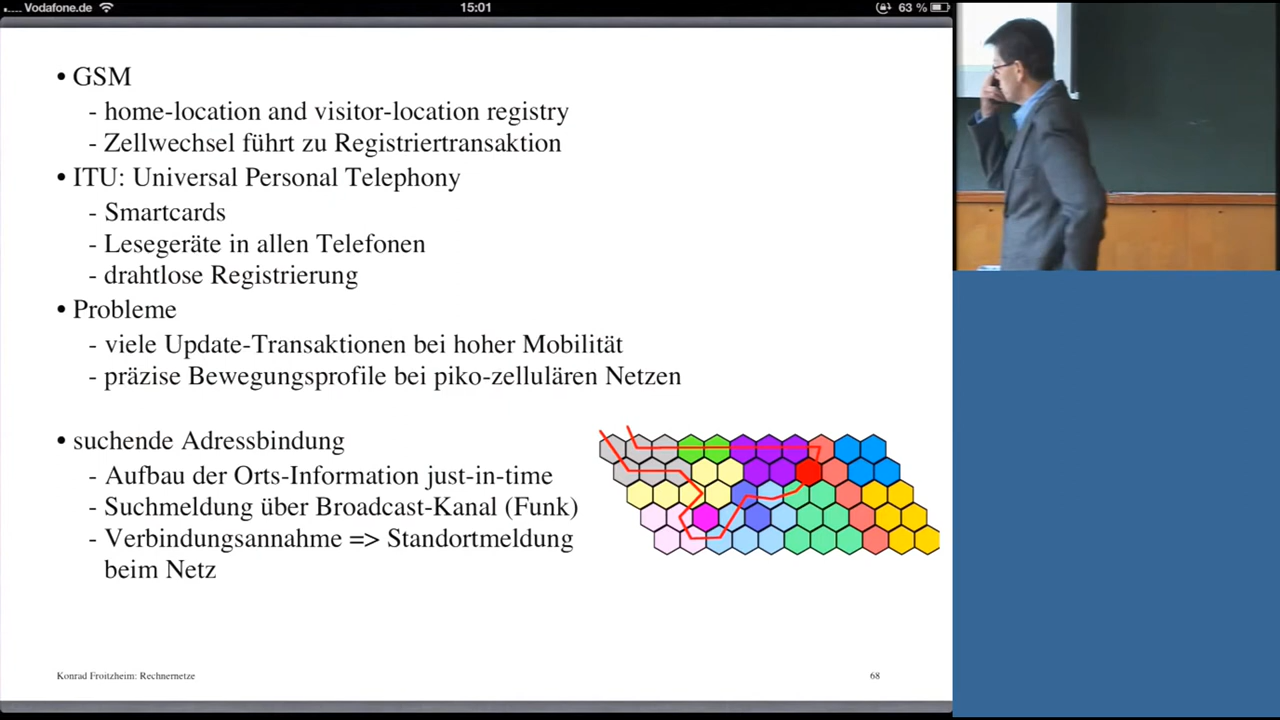 ..... Vodafone.de 15:01 63 %
• GSM
- home-location and visitor-location registry
- Zellwechsel führt zu Registriertransaktion
• ITU: Universal Personal Telephony
- Smartcards
- Lesegeräte in allen Telefonen
- drahtlose Registrierung
• Probleme
- viele Update-Transaktionen bei hoher Mobilität
- präzise Bewegungsprofile bei piko-zellulären Netzen
• suchende Adressbindung
- Aufbau der Orts-Information just-in-time
- Suchmeldung über Broadcast-Kanal (Funk)
- Verbindungsannahme => Standortmeldung
beim Netz
Konrad Froitzheim: Rechnernetze 68